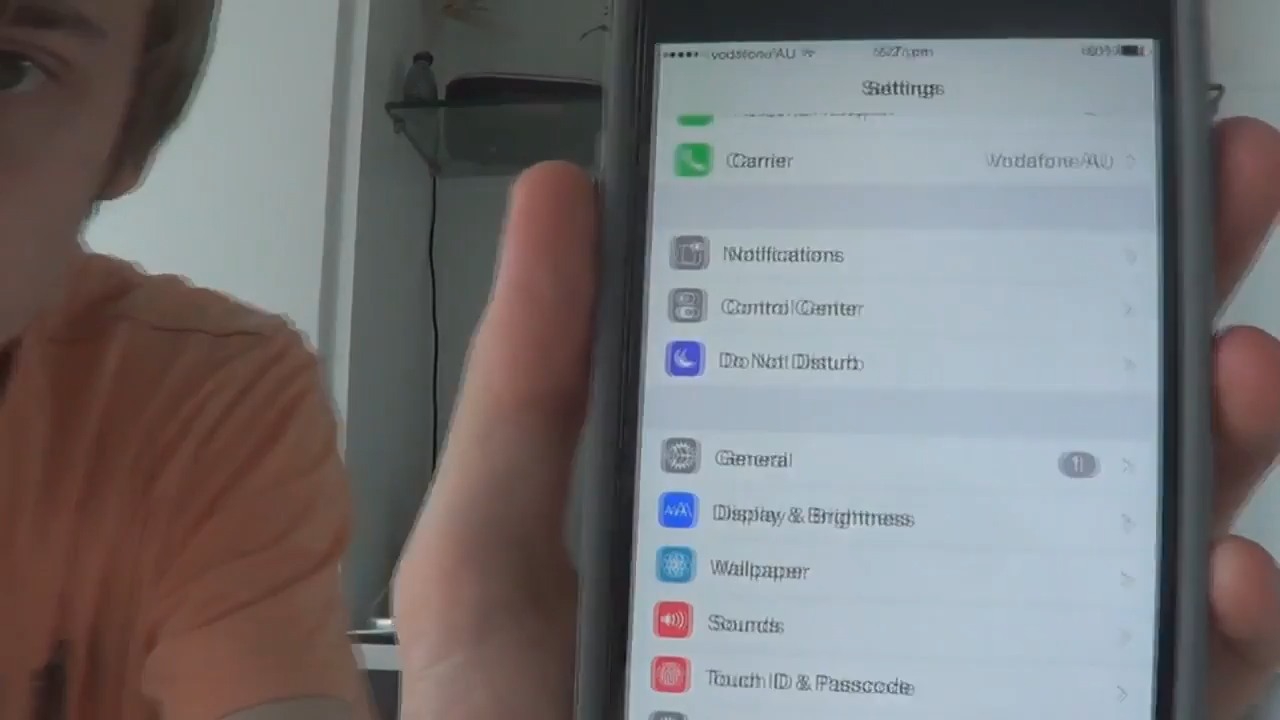 vodafone AU
Settings
Carrier Vodafone AU
Notifications
Control Center
Do Not Disturb
General 1
Display & Brightness
Wallpaper
Sounds
Touch ID & Passcode